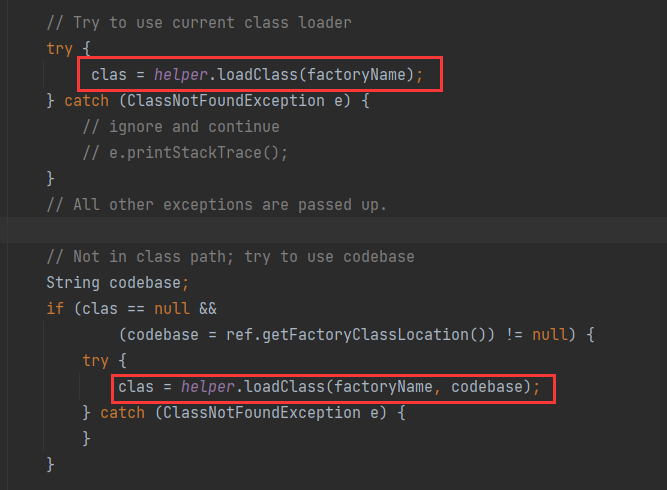 // Try to use current class loader
try {
clas = helper.loadClass(factoryName);
} catch (ClassNotFoundException e) {
// ignore and continue
// e.printStackTrace();
}
// All other exceptions are passed up.
// Not in class path; try to use codebase
String codebase;
if (clas == null &&
(codebase = ref.getFactoryClassLocation()) != null) {
try {
clas = helper.loadClass(factoryName, codebase);
} catch (ClassNotFoundException e) {
}
}